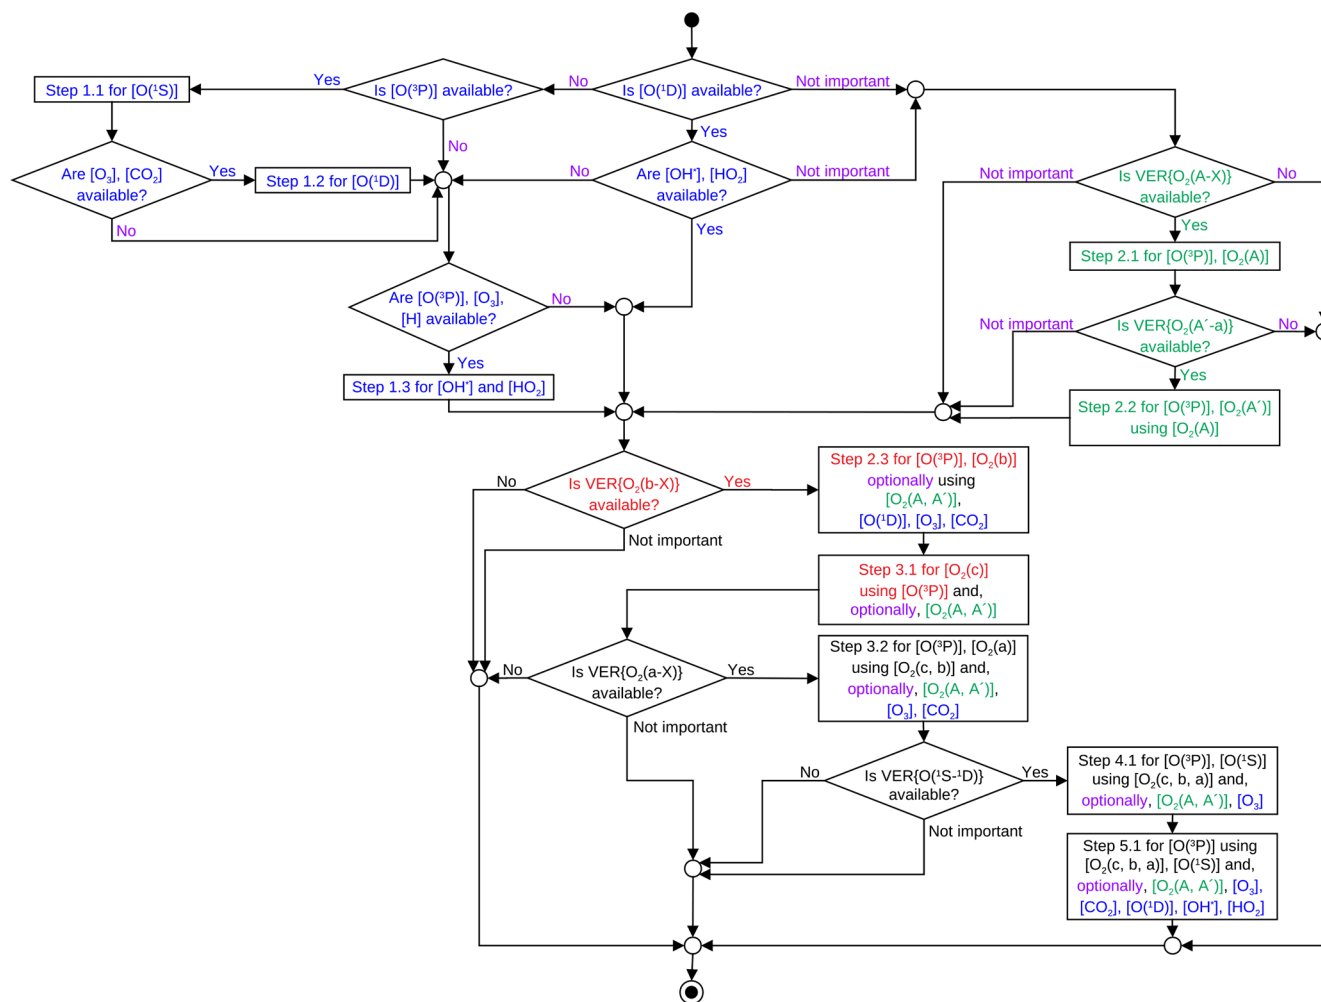 Yes
No
Not important
Step 1.1 for [O(¹S)]
Is [O(³P)] available?
Is [O(¹D)] available?
No
Yes
Are [O₃], [CO₂]
available?
Yes
Step 1.2 for [O(¹D)]
No
Are [OH*], [HO₂]
available?
Not important
Not important
Is VER{O₂(A-X)}
available?
No
No
Yes
Yes
Step 2.1 for [O(³P)], [O₂(A)]
Are [O(³P)], [O₃],
[H] available?
No
Not important
Is VER{O₂(A´-a)}
available?
No
Yes
Yes
Step 1.3 for [OH*] and [HO₂]
Step 2.2 for [O(³P)], [O₂(A´)]
using [O₂(A)]
No
Is VER{O₂(b-X)}
available?
Yes
Not important
Step 2.3 for [O(³P)], [O₂(b)]
optionally using
[O₂(A, A´)],
[O(¹D)], [O₃], [CO₂]
Step 3.1 for [O₂(c)]
using [O(³P)] and,
optionally, [O₂(A, A´)]
No
Is VER{O₂(a-X)}
available?
Yes
Not important
Step 3.2 for [O(³P)], [O₂(a)]
using [O₂(c, b)] and,
optionally, [O₂(A, A´)],
[O₃], [CO₂]
No
Is VER{O(¹S-¹D)}
available?
Yes
Not important
Step 4.1 for [O(³P)], [O(¹S)]
using [O₂(c, b, a)] and,
optionally, [O₂(A, A´)], [O₃]
Step 5.1 for [O(³P)] using
[O₂(c, b, a)], [O(¹S)] and,
optionally, [O₂(A, A´)], [O₃],
[CO₂], [O(¹D)], [OH*], [HO₂]